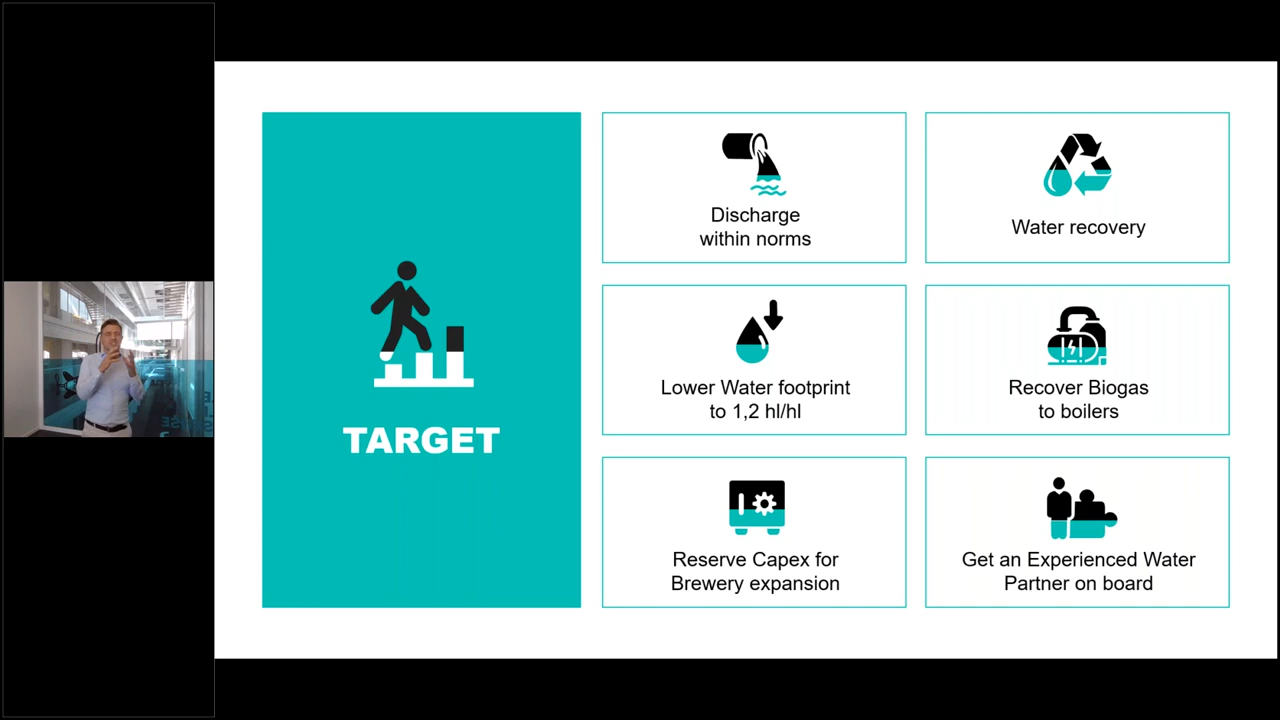 TARGET
Discharge
within norms
Water recovery
Lower Water footprint
to 1,2 hl/hl
Recover Biogas
to boilers
Reserve Capex for
Brewery expansion
Get an Experienced Water
Partner on board